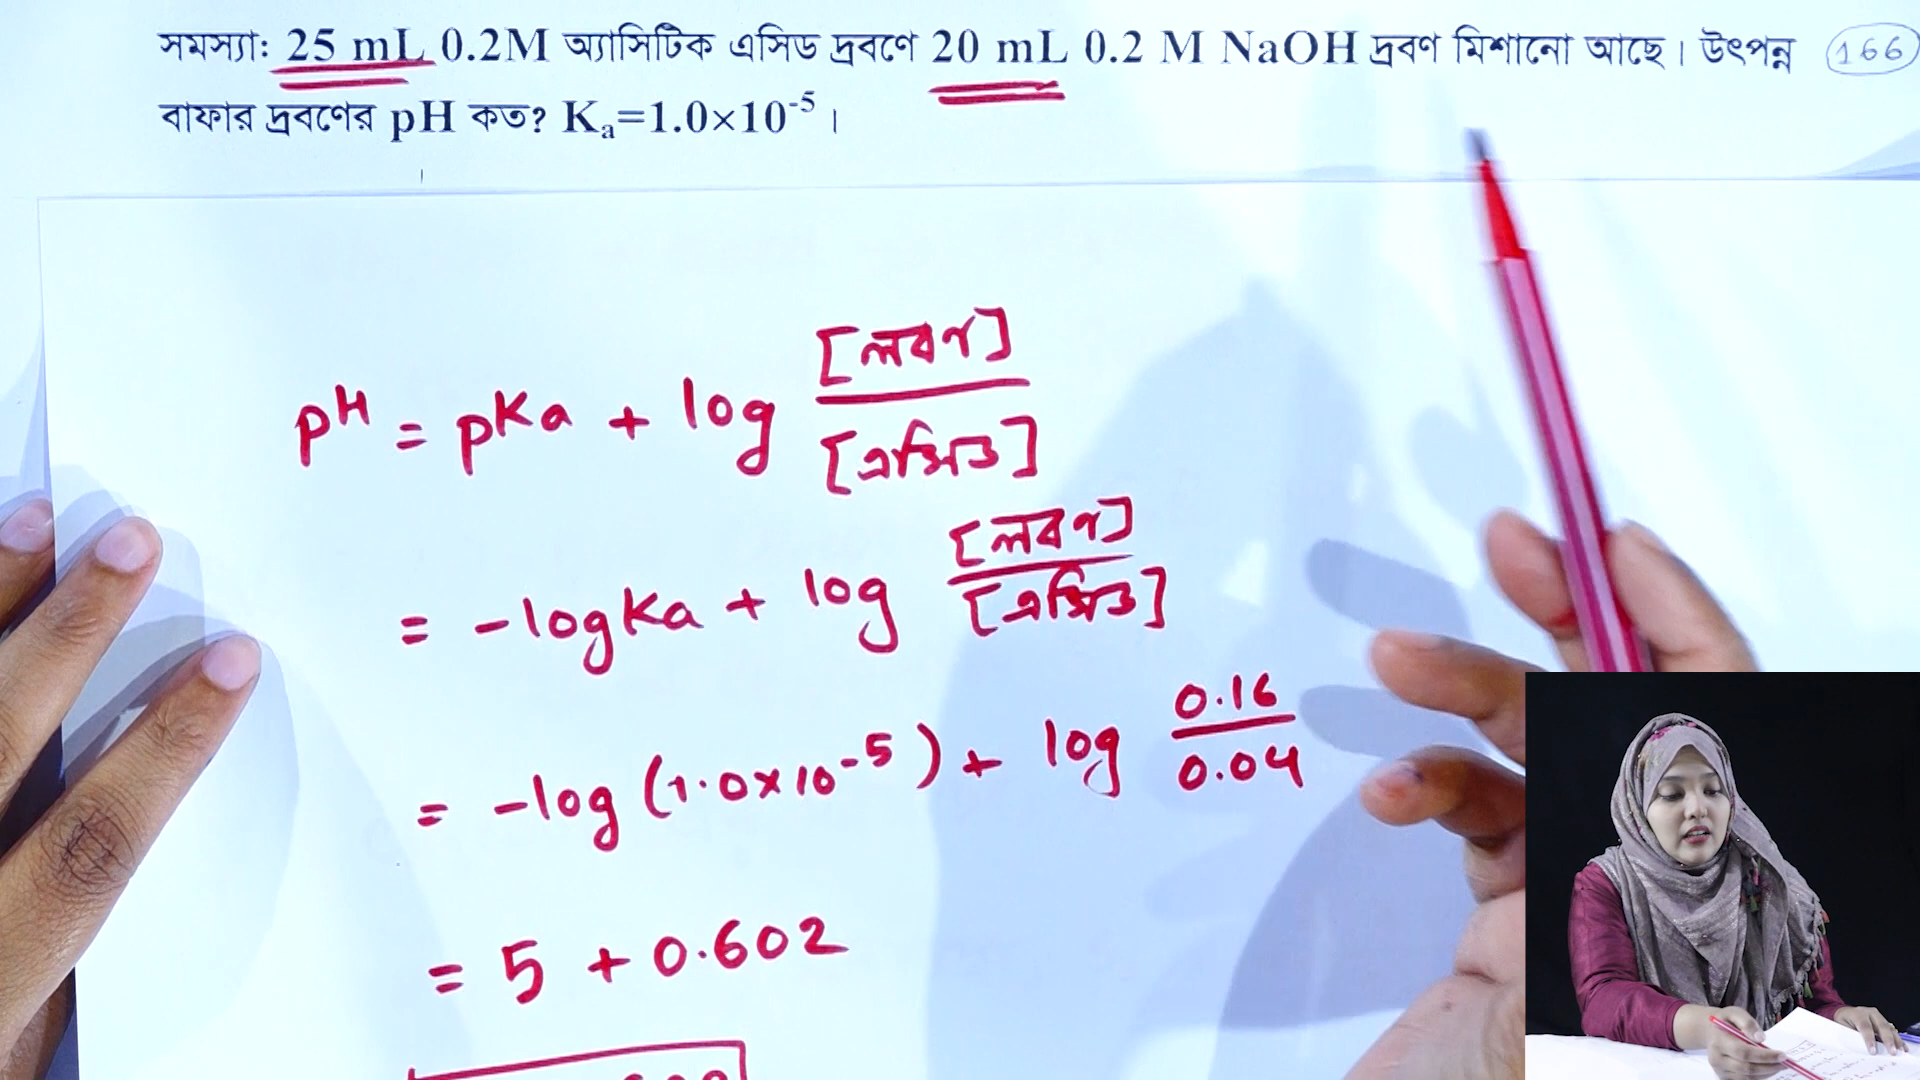 সমস্যাঃ 25 mL 0.2M অ্যাসিটিক এসিড দ্রবণে 20 mL 0.2 M NaOH দ্রবণ মিশানো আছে। উৎপন্ন 166
বাফার দ্রবণের pH কত? Ka=1.0×10-5।
pH = pKa + log [লবণ]/[এসিড]
= -logKa + log [লবণ]/[এসিড]
= -log (1.0×10-5) + log 0.16/0.04
= 5 + 0.602